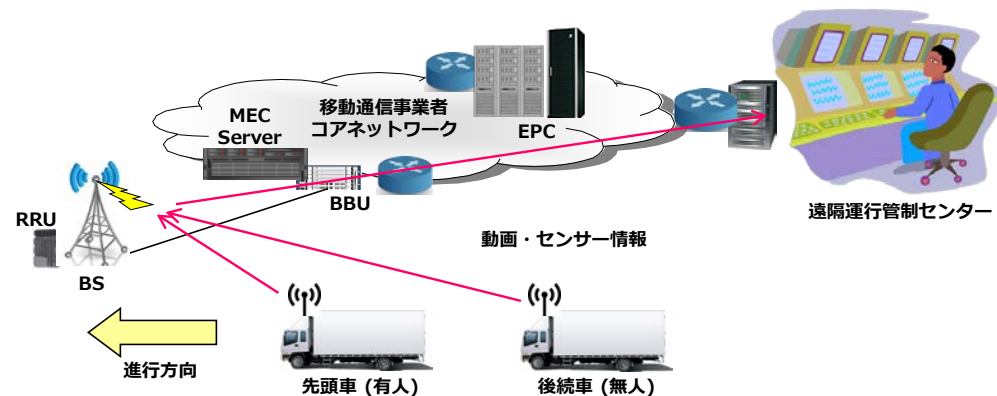 MEC
Server
移動通信事業者
コアネットワーク
EPC
BBU
RRU
BS
遠隔運行管制センター
動画・センサー情報
進行方向
先頭車 (有人)
後続車 (無人)